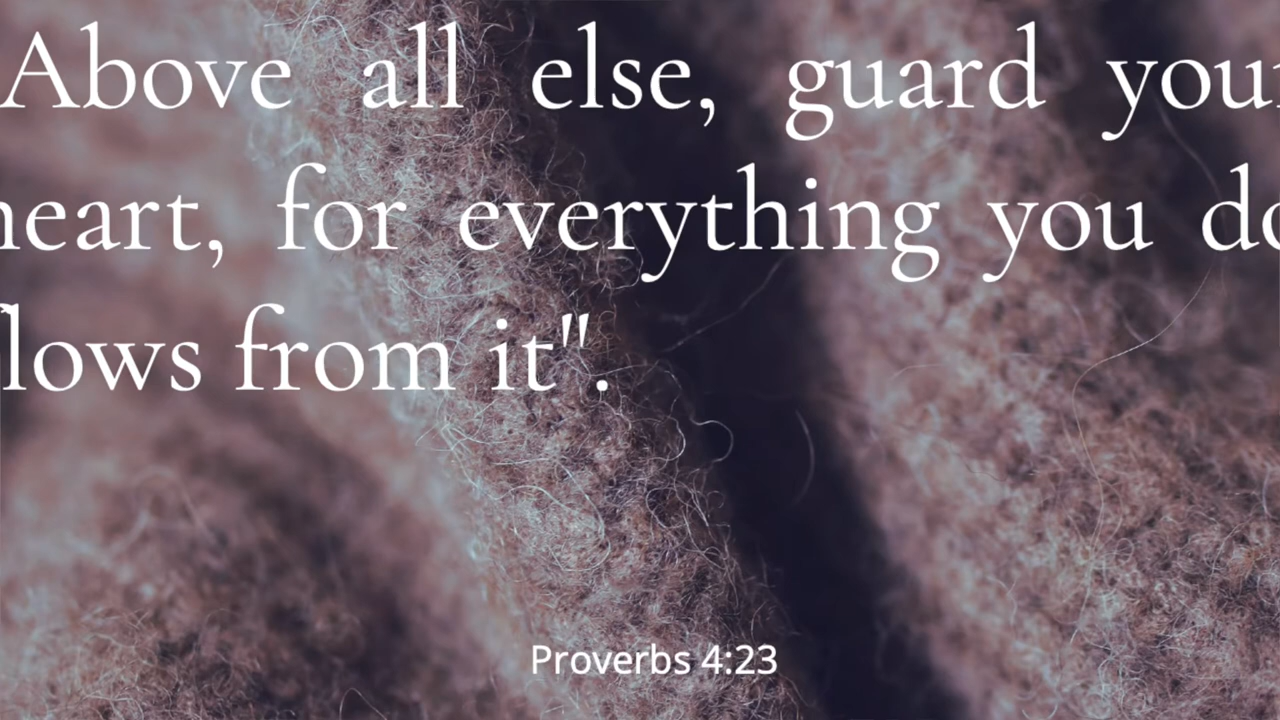 Above all else, guard your
heart, for everything you do
flows from it".
Proverbs 4:23